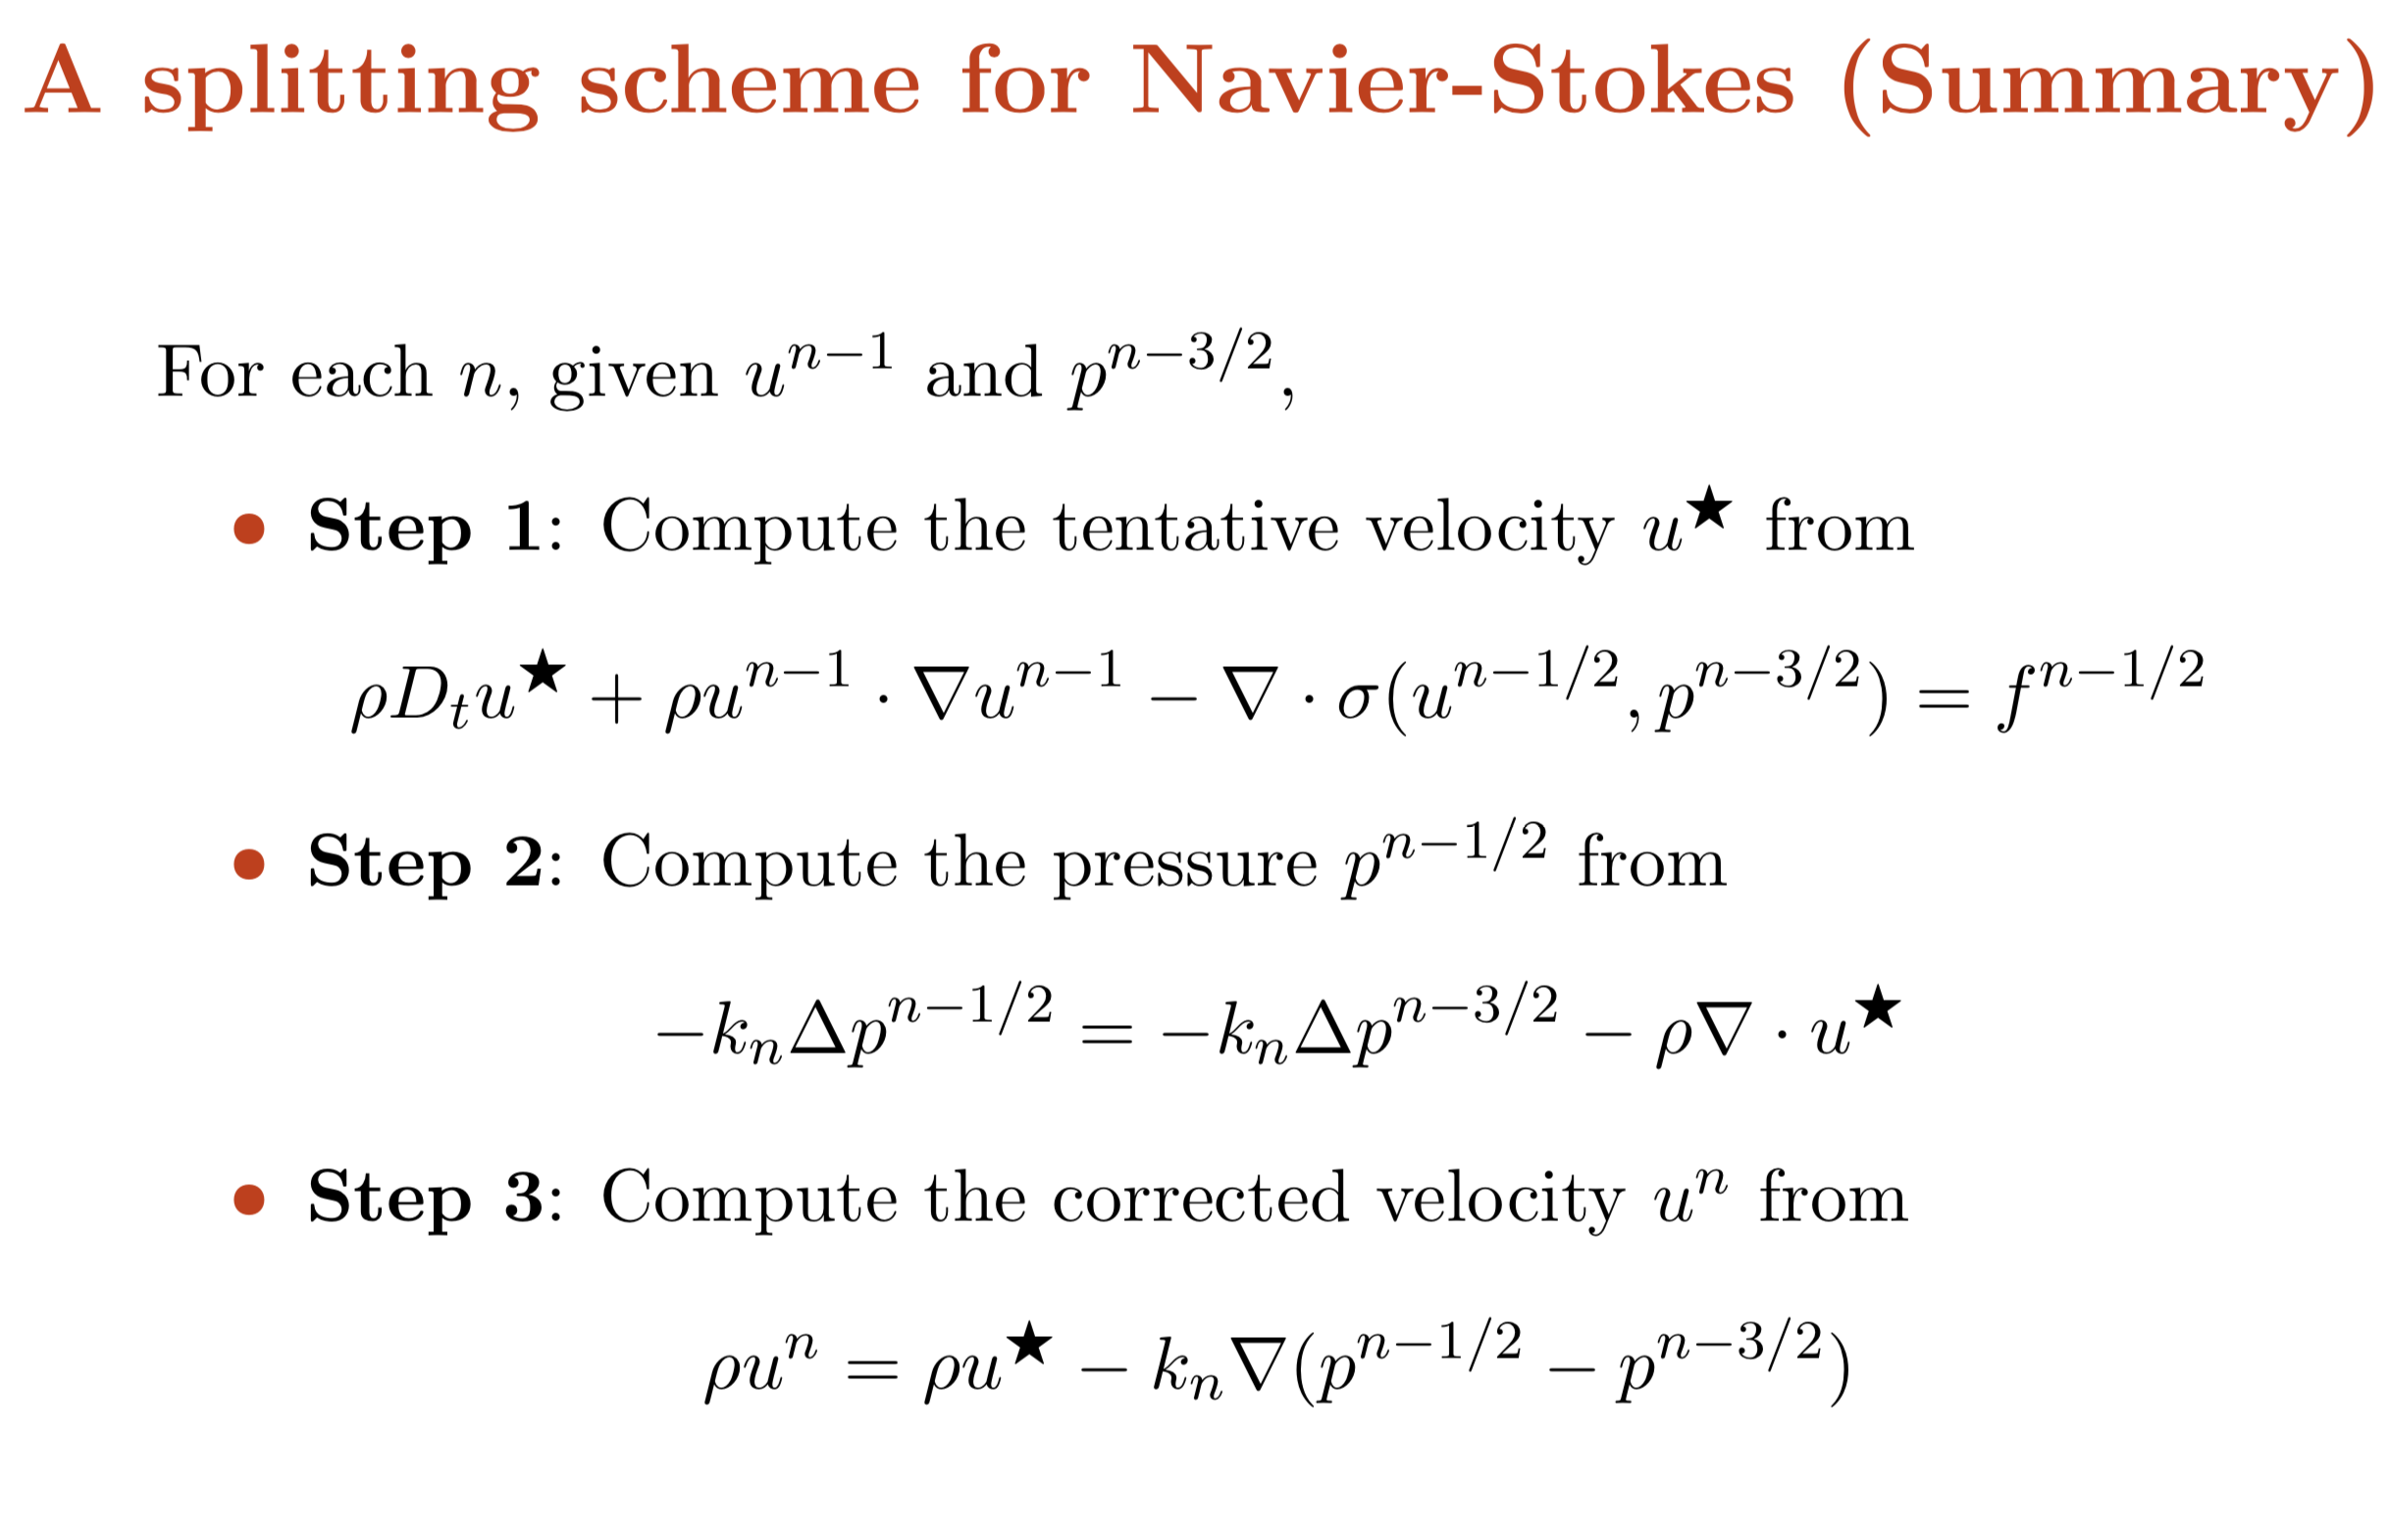 A splitting scheme for Navier-Stokes (Summary)
For each n, given u^{n−1} and p^{n−3/2},
• Step 1: Compute the tentative velocity u^★ from
ρD_t u^★ + ρu^{n−1} · ∇u^{n−1} − ∇ · σ(u^{n−1/2}, p^{n−3/2}) = f^{n−1/2}
• Step 2: Compute the pressure p^{n−1/2} from
−k_n Δp^{n−1/2} = −k_n Δp^{n−3/2} − ρ∇ · u^★
• Step 3: Compute the corrected velocity u^n from
ρu^n = ρu^★ − k_n ∇(p^{n−1/2} − p^{n−3/2})